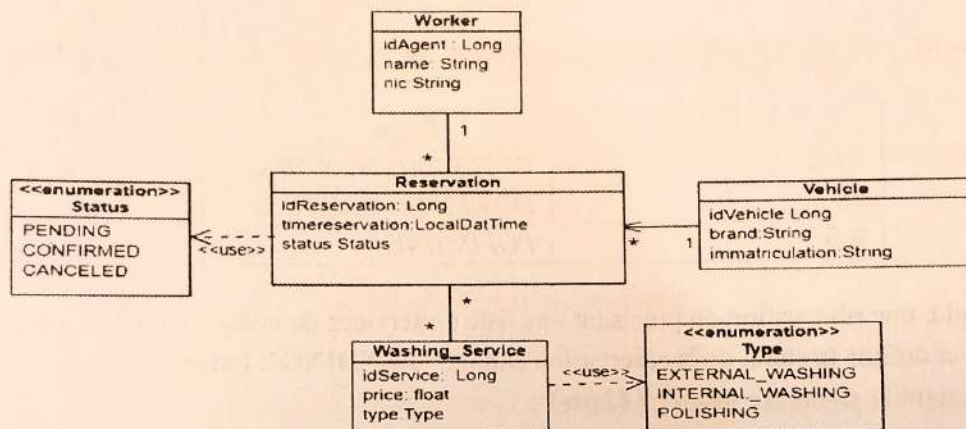 Worker
idAgent : Long
name: String
nic String
1
*
<<enumeration>>
Status
PENDING
CONFIRMED
CANCELED
<<use>>
Reservation
idReservation: Long
timereservation:LocalDatTime
status Status
*
1
Vehicle
idVehicle Long
brand:String
immatriculation:String
*
*
Washing_Service
idService: Long
price: float
type Type
<<use>>
<<enumeration>>
Type
EXTERNAL_WASHING
INTERNAL_WASHING
POLISHING